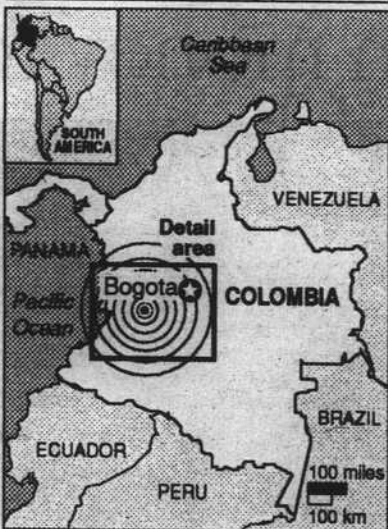 SOUTH
AMERICA
Caribbean
Sea
VENEZUELA
PANAMA
Detail
area
Bogota
COLOMBIA
Pacific
Ocean
BRAZIL
ECUADOR
PERU
100 miles
100 km